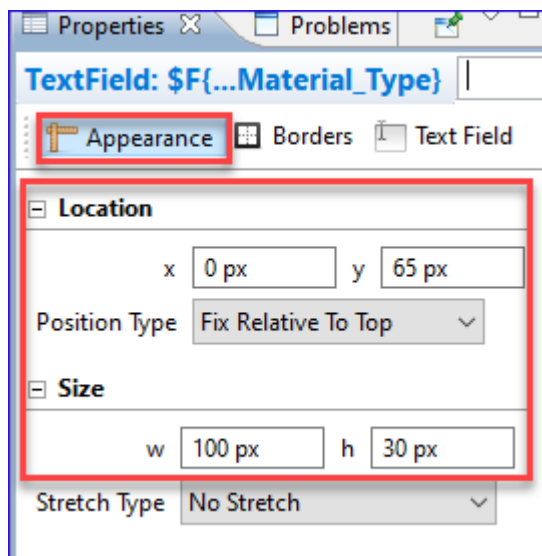 Properties Problems
TextField: $F{...Material_Type}
Appearance Borders Text Field
Location
x 0 px y 65 px
Position Type Fix Relative To Top
Size
w 100 px h 30 px
Stretch Type No Stretch